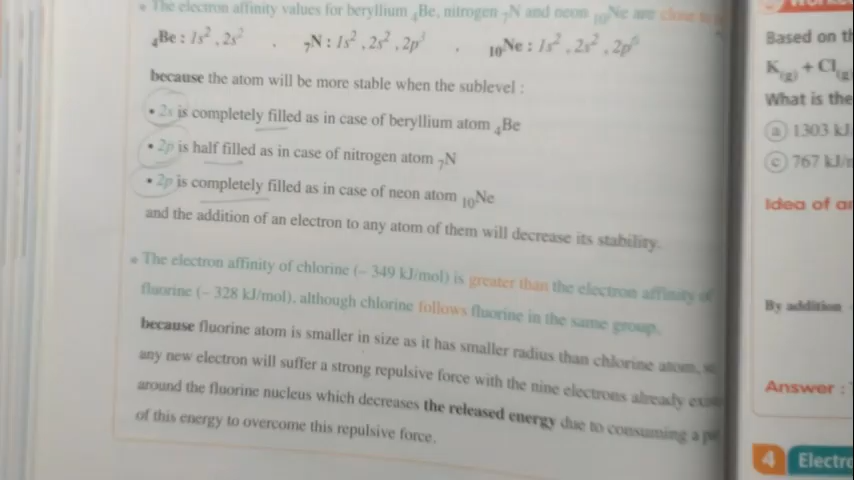 • The electron affinity values for beryllium ₄Be, nitrogen ₇N and neon ₁₀Ne are close to
₄Be : 1s², 2s² , ₇N : 1s², 2s², 2p³ , ₁₀Ne : 1s², 2s², 2p⁶
because the atom will be more stable when the sublevel :
• 2s is completely filled as in case of beryllium atom ₄Be
• 2p is half filled as in case of nitrogen atom ₇N
• 2p is completely filled as in case of neon atom ₁₀Ne
and the addition of an electron to any atom of them will decrease its stability.
• The electron affinity of chlorine (– 349 kJ/mol) is greater than the electron affinity of
fluorine (– 328 kJ/mol), although chlorine follows fluorine in the same group,
because fluorine atom is smaller in size as it has smaller radius than chlorine atom, so
any new electron will suffer a strong repulsive force with the nine electrons already
around the fluorine nucleus which decreases the released energy due to consuming a
of this energy to overcome this repulsive force.
Based on th
K(g) + Cl(g
What is the
a 1303 kJ
c 767 kJ/
Idea of a
By addition
Answer :
4 Electr